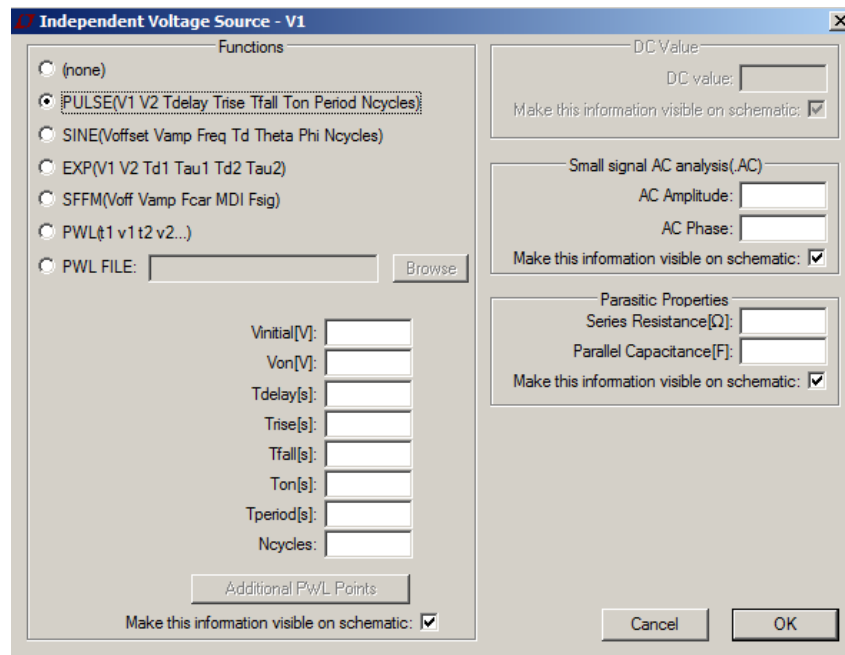 Independent Voltage Source - V1
Functions
(none)
PULSE(V1 V2 Tdelay Trise Tfall Ton Period Ncycles)
SINE(Voffset Vamp Freq Td Theta Phi Ncycles)
EXP(V1 V2 Td1 Tau1 Td2 Tau2)
SFFM(Voff Vamp Fcar MDI Fsig)
PWL(t1 v1 t2 v2...)
PWL FILE:
Browse
Vinitial[V]:
Von[V]:
Tdelay[s]:
Trise[s]:
Tfall[s]:
Ton[s]:
Tperiod[s]:
Ncycles:
Additional PWL Points
Make this information visible on schematic:
DC Value
DC value:
Make this information visible on schematic:
Small signal AC analysis(.AC)
AC Amplitude:
AC Phase:
Make this information visible on schematic:
Parasitic Properties
Series Resistance[Ω]:
Parallel Capacitance[F]:
Make this information visible on schematic:
Cancel
OK